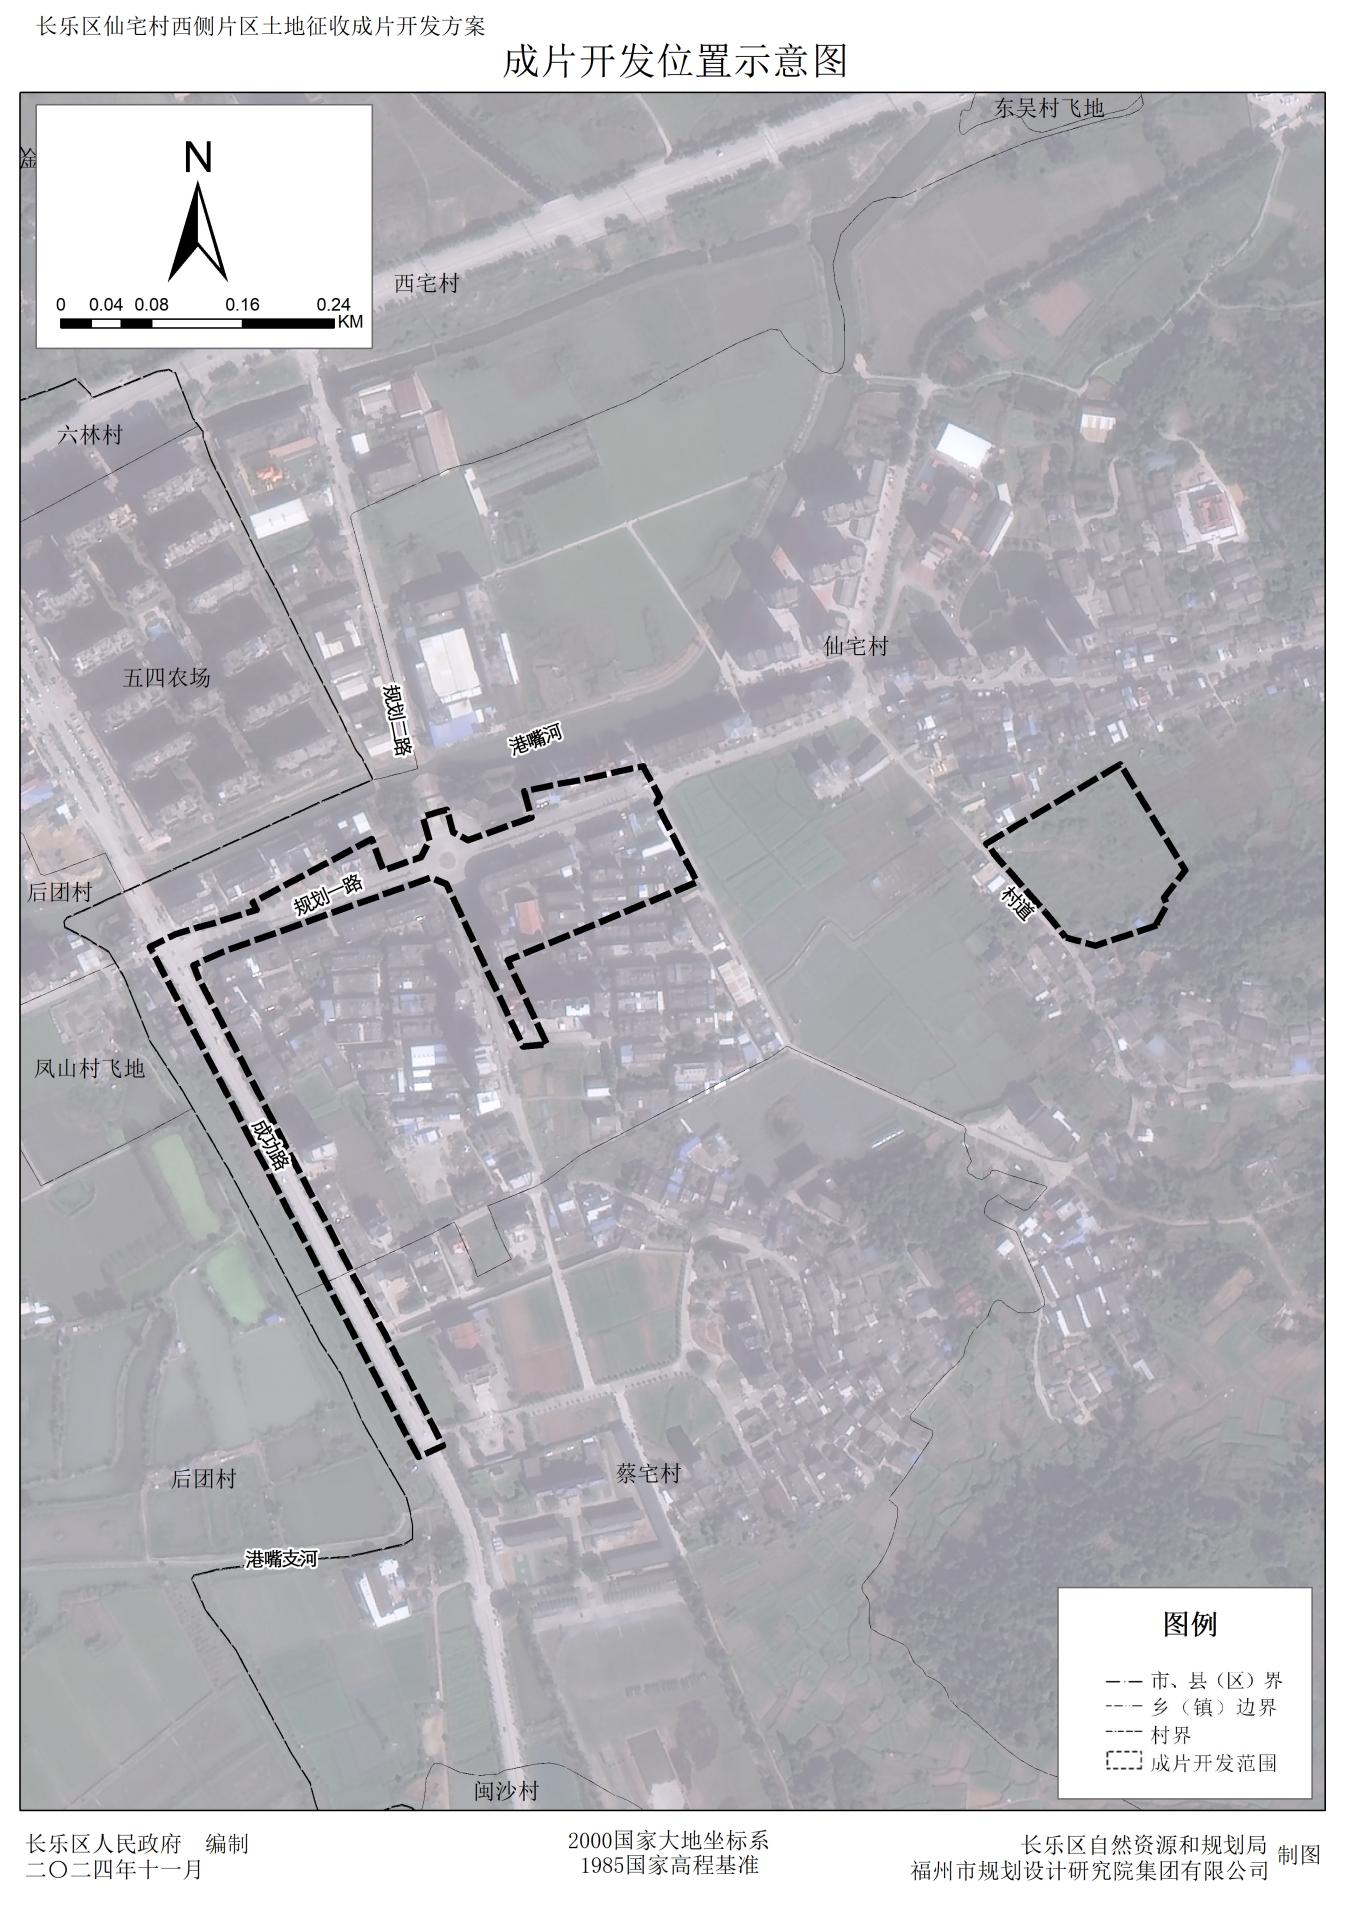 长乐区仙宅村西侧片区土地征收成片开发方案
成片开发位置示意图
东吴村飞地
N
0 0.04 0.08 0.16 0.24
KM
西宅村
六林村
仙宅村
五四农场
规划二路
港嘴河
后团村
规划一路
村道
凤山村飞地
成功路
后团村
蔡宅村
港嘴支河
闽沙村
图例
市、县（区）界
乡（镇）边界
村界
成片开发范围
长乐区人民政府 编制
二〇二四年十一月
2000国家大地坐标系
1985国家高程基准
长乐区自然资源和规划局
福州市规划设计研究院集团有限公司
制图